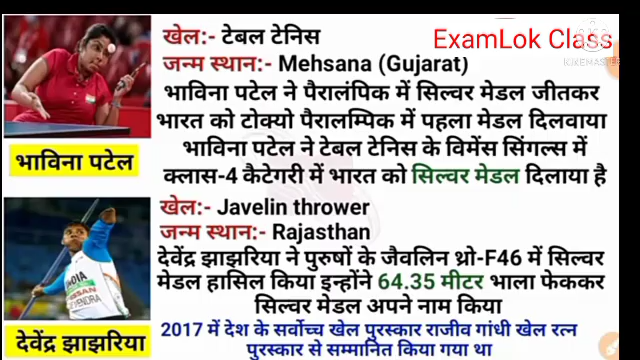 खेल:- टेबल टेनिस
ExamLok Class
KINEMASTER
जन्म स्थान:- Mehsana (Gujarat)
भाविना पटेल ने पैरालंपिक में सिल्वर मेडल जीतकर
भारत को टोक्यो पैरालम्पिक में पहला मेडल दिलवाया
भाविना पटेल ने टेबल टेनिस के विमेंस सिंगल्स में
क्लास-4 कैटेगरी में भारत को सिल्वर मेडल दिलाया है
भाविना पटेल
खेल:- Javelin thrower
जन्म स्थान:- Rajasthan
देवेंद्र झाझरिया ने पुरुषों के जैवलिन थ्रो-F46 में सिल्वर
मेडल हासिल किया इन्होंने 64.35 मीटर भाला फेककर
सिल्वर मेडल अपने नाम किया
INDIA
देवेंद्र झाझरिया
2017 में देश के सर्वोच्च खेल पुरस्कार राजीव गांधी खेल रत्न
पुरस्कार से सम्मानित किया गया था